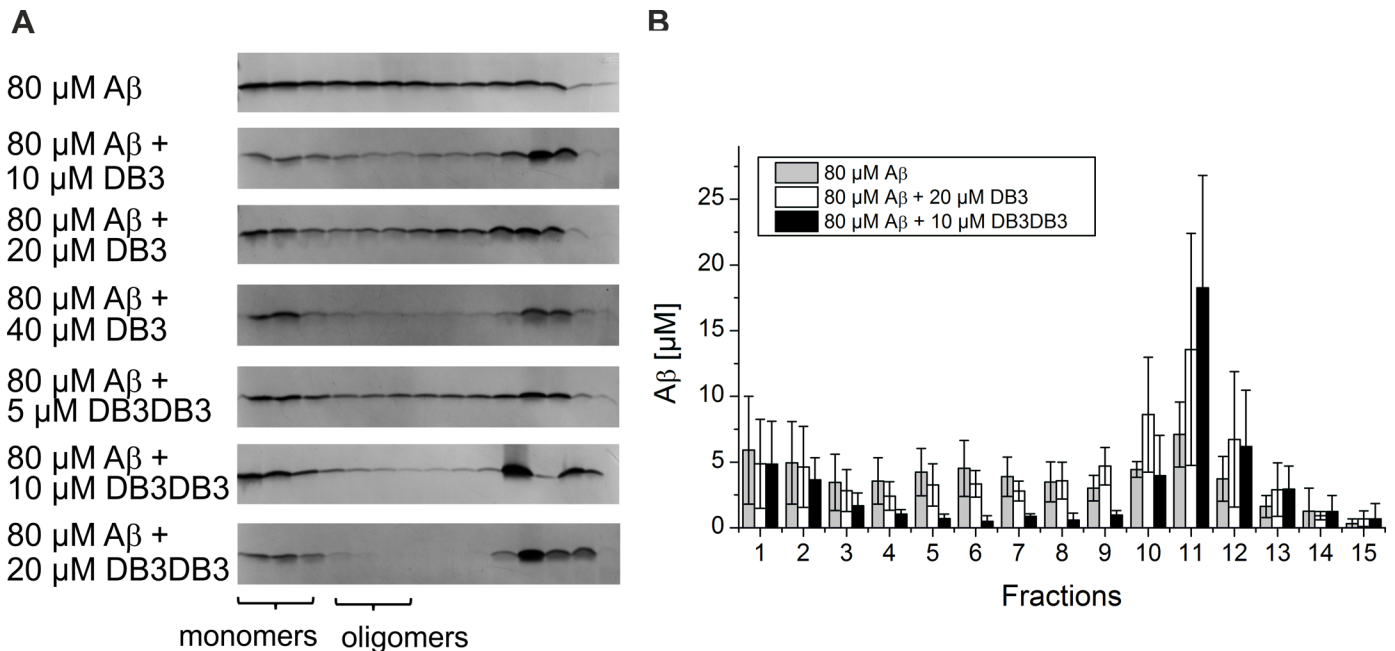 A
80 µM Aβ
80 µM Aβ +
10 µM DB3
80 µM Aβ +
20 µM DB3
80 µM Aβ +
40 µM DB3
80 µM Aβ +
5 µM DB3DB3
80 µM Aβ +
10 µM DB3DB3
80 µM Aβ +
20 µM DB3DB3
monomers oligomers
B
80 µM Aβ
80 µM Aβ + 20 µM DB3
80 µM Aβ + 10 µM DB3DB3
Aβ [µM]
25
20
15
10
5
0
1 2 3 4 5 6 7 8 9 10 11 12 13 14 15
Fractions